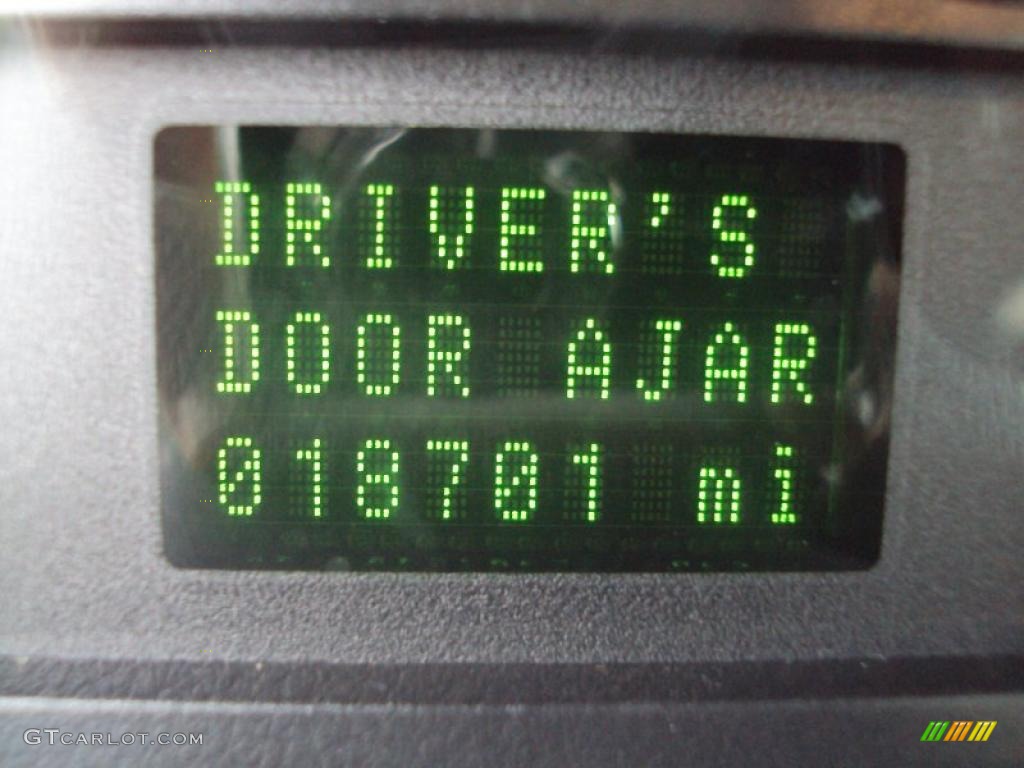 DRIVER'S
DOOR AJAR
018701 mi
GTCARLOT.COM